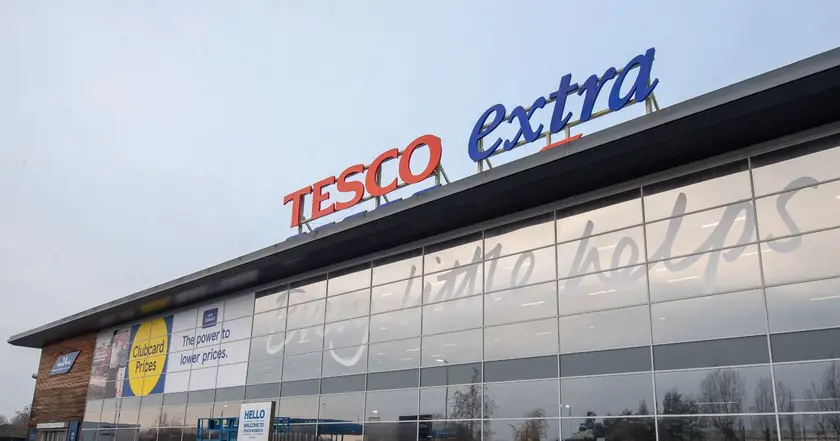 TESCO extra
Every little helps
Clubcard
Prices
The power to
lower prices.
HELLO